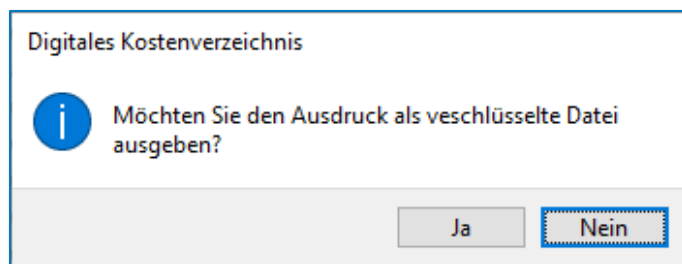 Digitales Kostenverzeichnis
Möchten Sie den Ausdruck als veschlüsselte Datei
ausgeben?
Ja
Nein